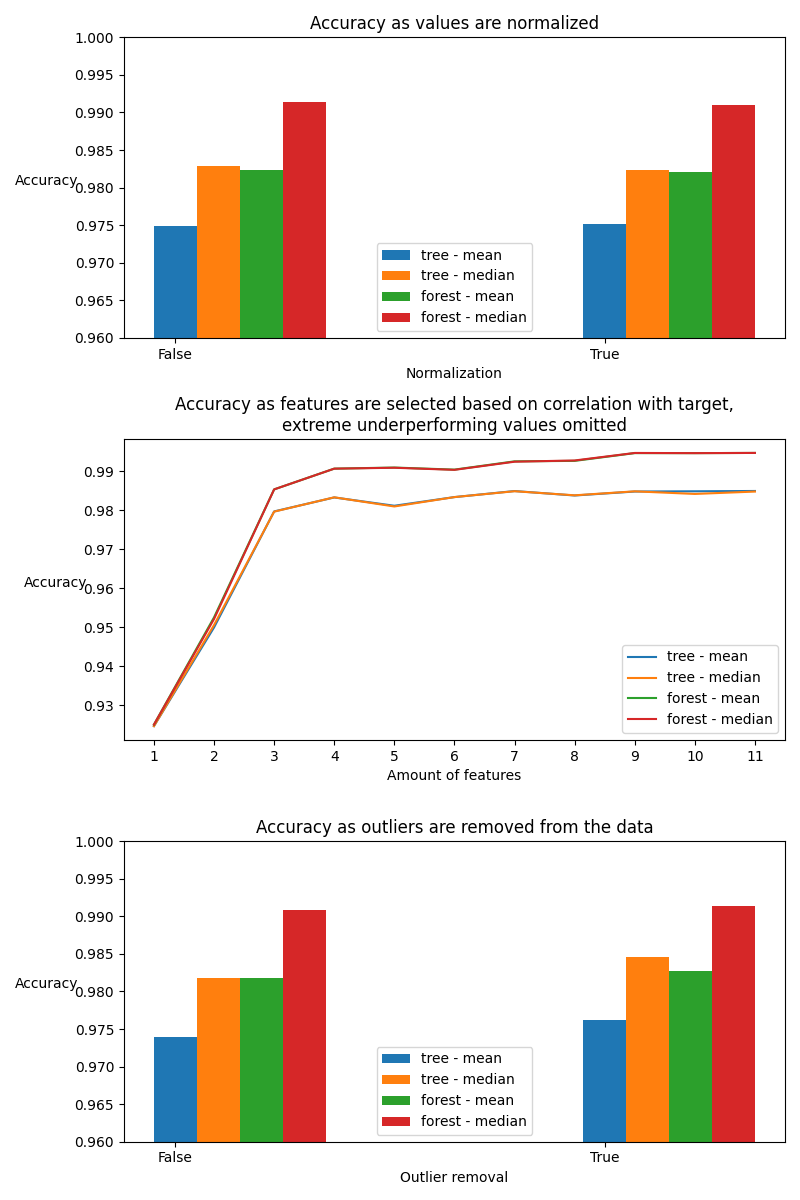 Accuracy as values are normalized
1.000
0.995
0.990
0.985
0.980
0.975
0.970
0.965
0.960
Accuracy
tree - mean
tree - median
forest - mean
forest - median
False
True
Normalization
Accuracy as features are selected based on correlation with target,
extreme underperforming values omitted
0.99
0.98
0.97
0.96
0.95
0.94
0.93
Accuracy
tree - mean
tree - median
forest - mean
forest - median
1 2 3 4 5 6 7 8 9 10 11
Amount of features
Accuracy as outliers are removed from the data
1.000
0.995
0.990
0.985
0.980
0.975
0.970
0.965
0.960
Accuracy
tree - mean
tree - median
forest - mean
forest - median
False
True
Outlier removal